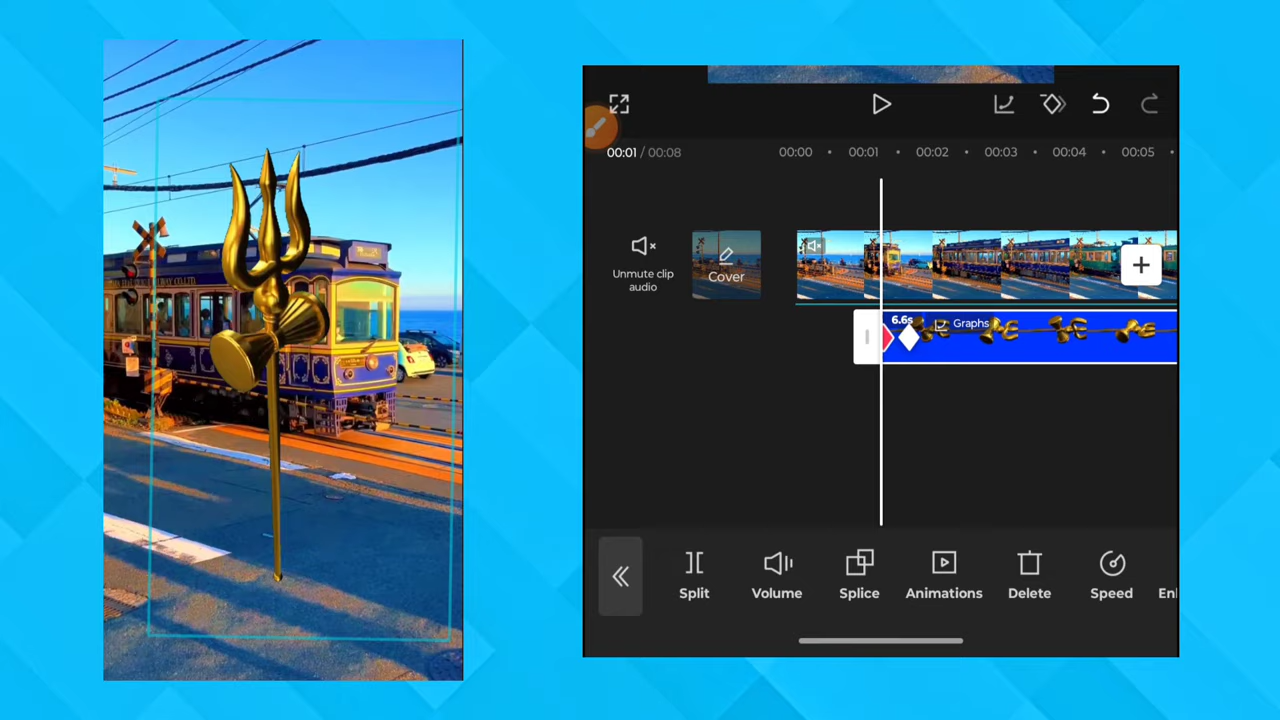 00:01 / 00:08
00:00 00:01 00:02 00:03 00:04 00:05
Unmute clip
audio
Cover
6.6s
Graphs
Split
Volume
Splice
Animations
Delete
Speed